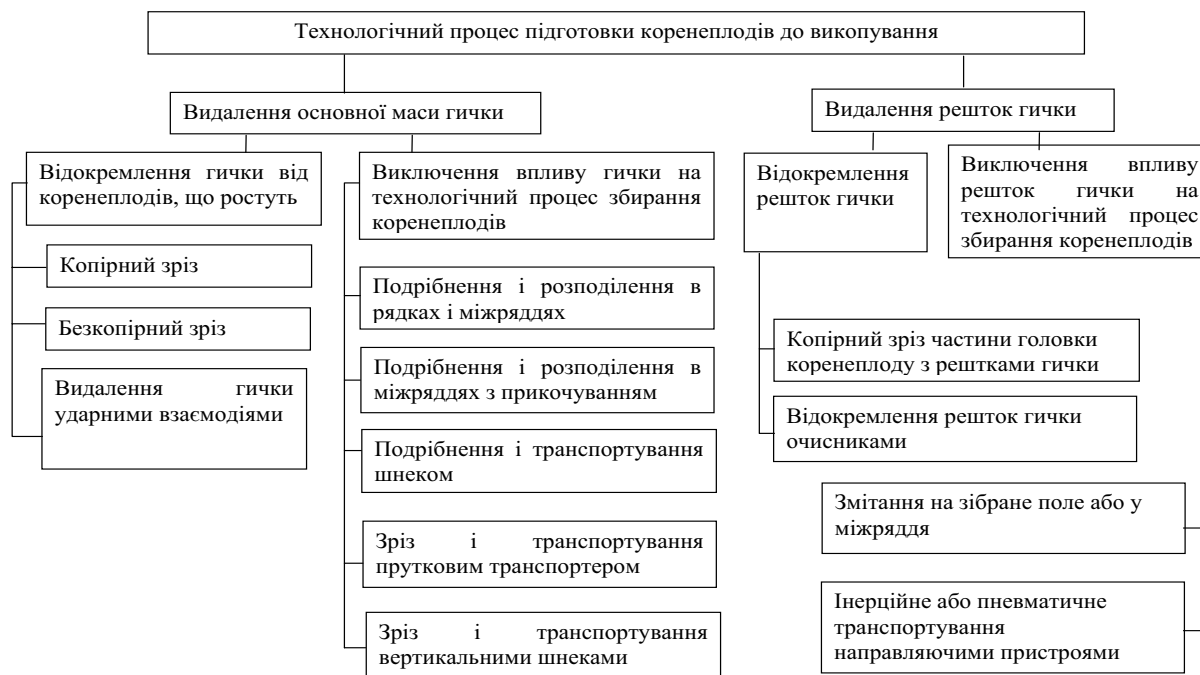 Технологічний процес підготовки коренеплодів до викопування
Видалення основної маси гички
Видалення решток гички
Відокремлення гички від
коренеплодів, що ростуть
Копірний зріз
Безкопірний зріз
Видалення гички
ударними взаємодіями
Виключення впливу гички на
технологічний процес збирання
коренеплодів
Подрібнення і розподілення в
рядках і міжряддях
Подрібнення і розподілення в
міжряддях з прикочуванням
Подрібнення і транспортування
шнеком
Зріз і транспортування
прутковим транспортером
Зріз і транспортування
вертикальними шнеками
Відокремлення
решток гички
Копірний зріз частини головки
коренеплоду з рештками гички
Відокремлення решток гички
очисниками
Виключення впливу
решток гички на
технологічний процес
збирання коренеплодів
Змітання на зібране поле або у
міжряддя
Інерційне або пневматичне
транспортування
направляючими пристроями